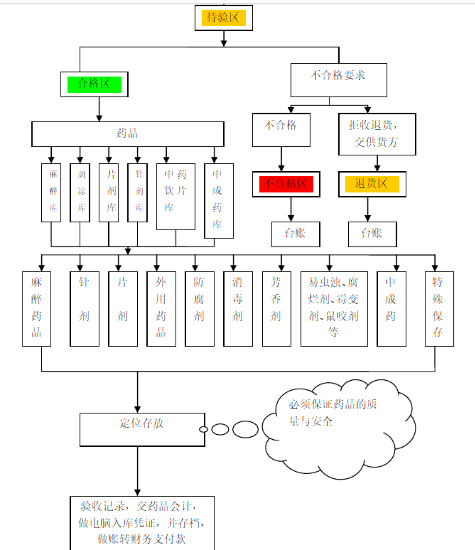 待验区
合格区
不合格要求
药品
不合格
拒收退货，
交供货方
麻醉库
阴凉库
片剂库
针剂库
中药
饮片
库
中成药库
不合格区
退货区
台账
台账
麻醉药品
针剂
片剂
外用药品
防腐剂
消毒剂
芳香剂
易虫浊、腐
烂剂、霉变
剂、鼠咬剂
等
中成药
特殊保存
定位存放
必须保证药品的质
量与安全
验收记录，交药品会计，
做电脑入库凭证，并存档，
做账转财务支付款